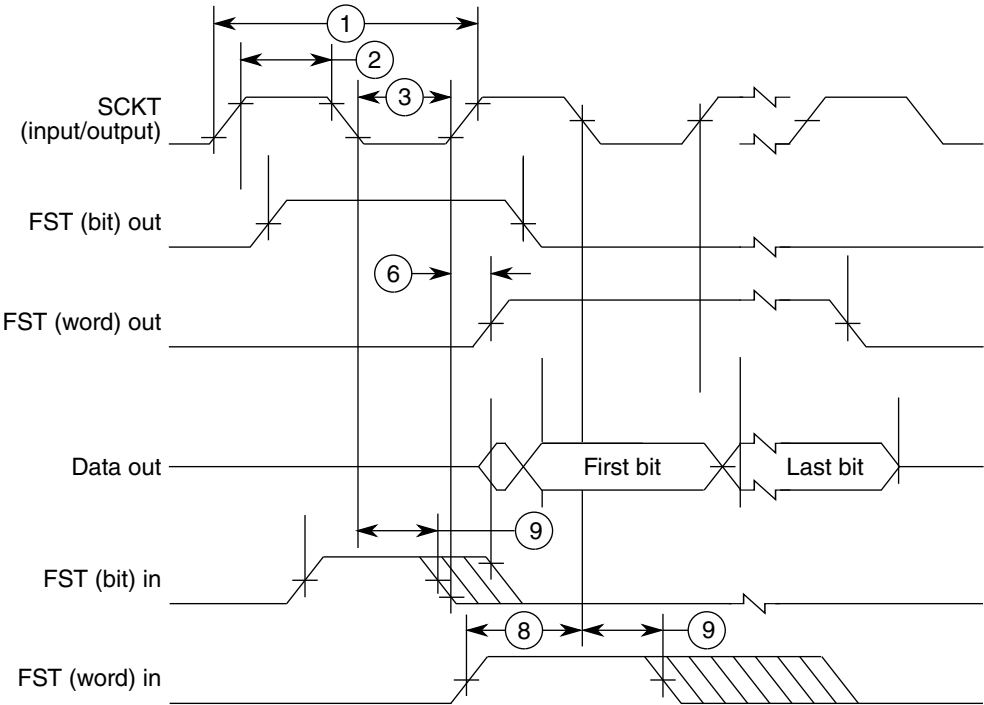 1
2
3
SCKT
(input/output)
FST (bit) out
6
FST (word) out
Data out
First bit
Last bit
9
FST (bit) in
8
9
FST (word) in